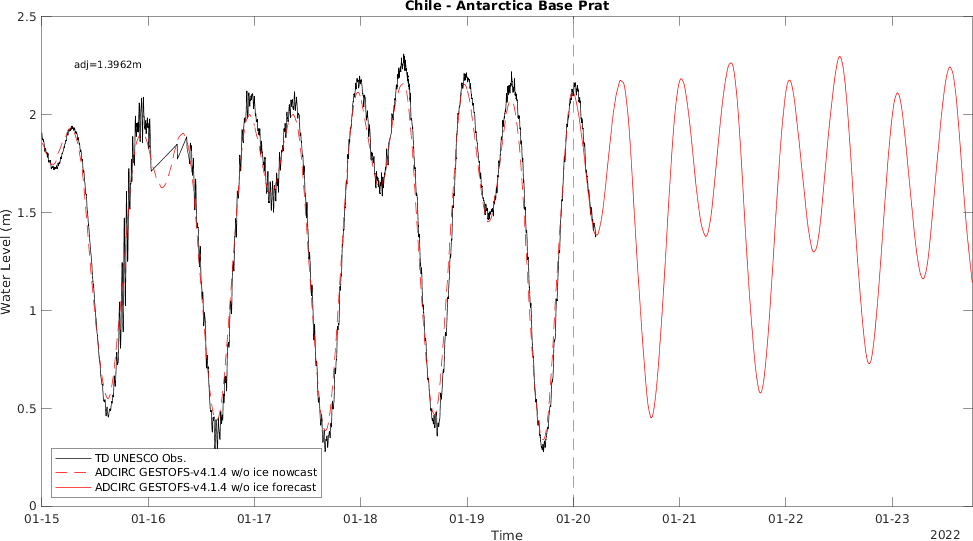 Chile - Antarctica Base Prat
2.5
adj=1.3962m
2
1.5
Water Level (m)
1
0.5
TD UNESCO Obs.
ADCIRC GESTOFS-v4.1.4 w/o ice nowcast
ADCIRC GESTOFS-v4.1.4 w/o ice forecast
0
01-15 01-16 01-17 01-18 01-19 01-20 01-21 01-22 01-23
Time
2022